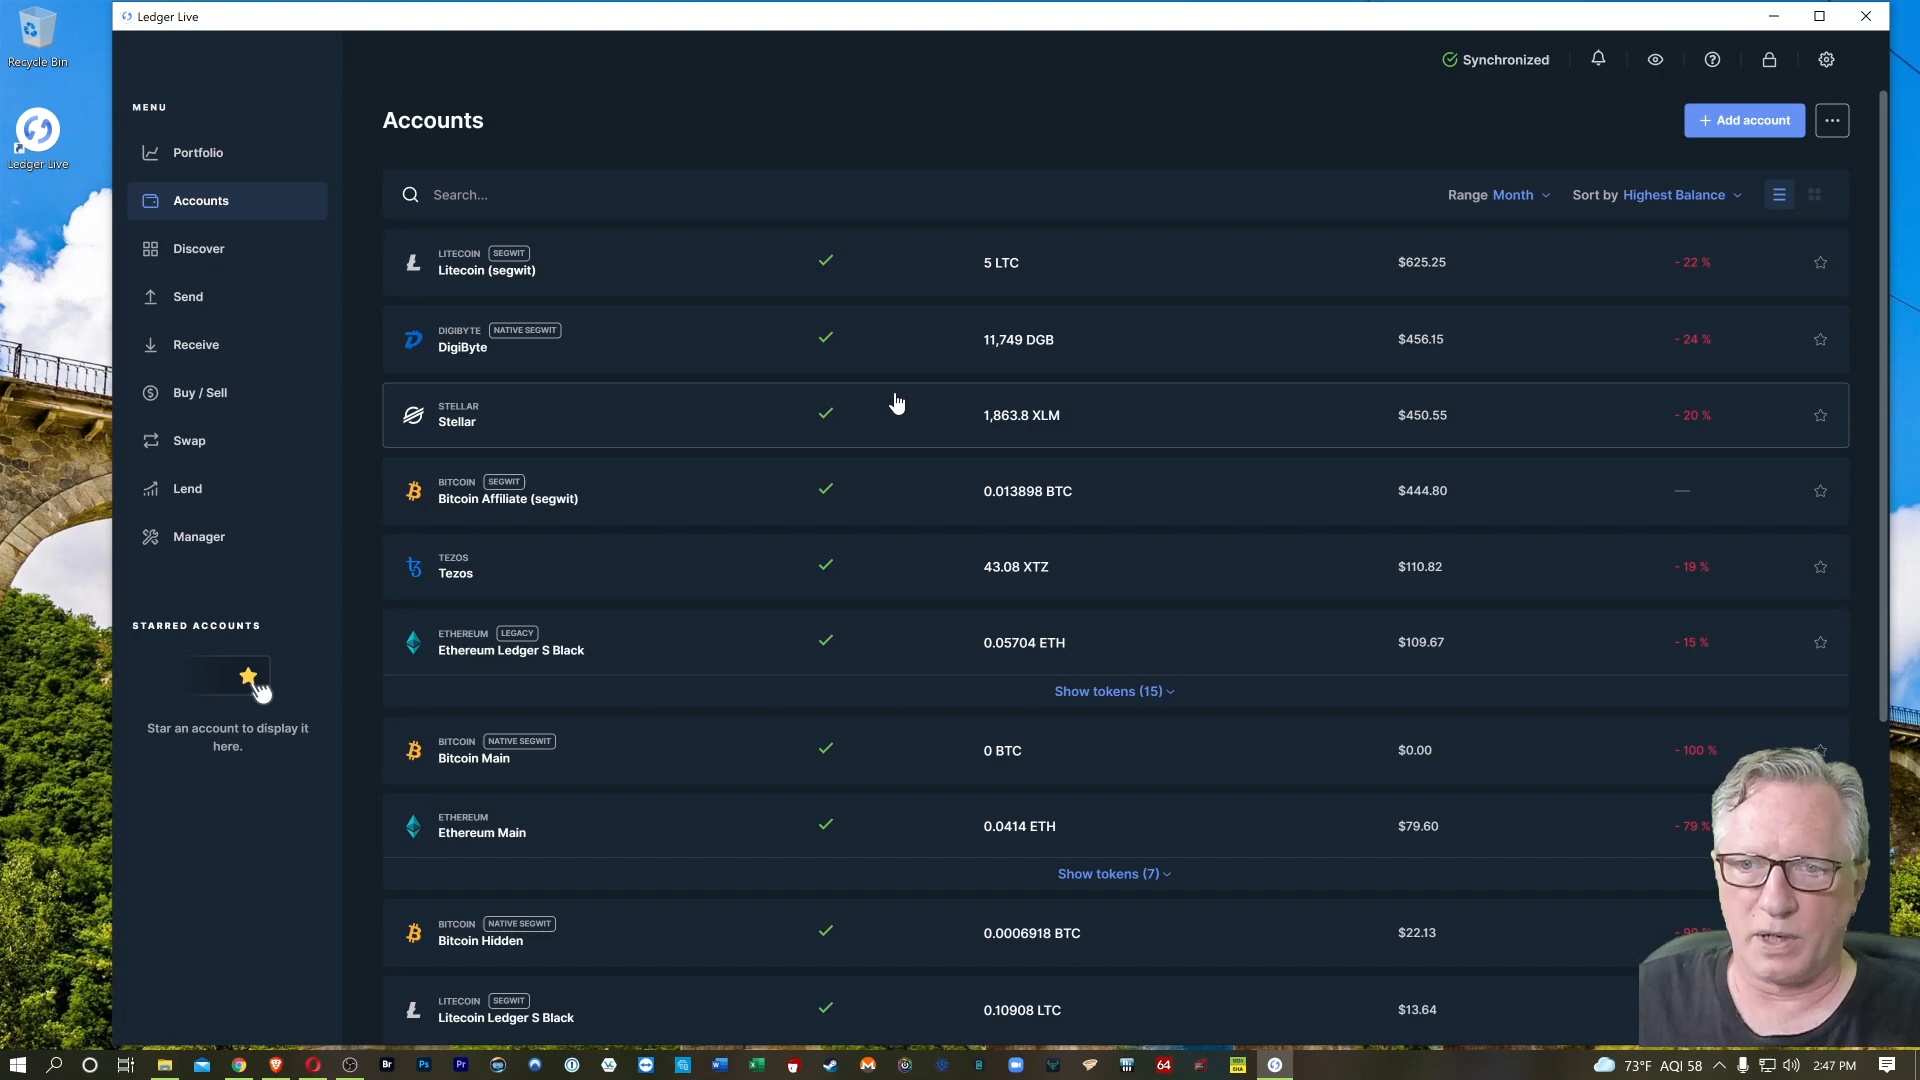 Recycle Bin
Ledger Live
Ledger Live
Synchronized
MENU
Portfolio
Accounts
Discover
Send
Receive
Buy / Sell
Swap
Lend
Manager
STARRED ACCOUNTS
Star an account to display it
here.
Accounts
+ Add account
Search...
Range Month
Sort by Highest Balance
LITECOIN SEGWIT
Litecoin (segwit)
5 LTC
$625.25
- 22 %
DIGIBYTE NATIVE SEGWIT
DigiByte
11,749 DGB
$456.15
- 24 %
STELLAR
Stellar
1,863.8 XLM
$450.55
- 20 %
BITCOIN SEGWIT
Bitcoin Affiliate (segwit)
0.013898 BTC
$444.80
—
TEZOS
Tezos
43.08 XTZ
$110.82
- 19 %
ETHEREUM LEGACY
Ethereum Ledger S Black
0.05704 ETH
$109.67
- 15 %
Show tokens (15)
BITCOIN NATIVE SEGWIT
Bitcoin Main
0 BTC
$0.00
- 100 %
ETHEREUM
Ethereum Main
0.0414 ETH
$79.60
- 79 %
Show tokens (7)
BITCOIN NATIVE SEGWIT
Bitcoin Hidden
0.0006918 BTC
$22.13
LITECOIN SEGWIT
Litecoin Ledger S Black
0.10908 LTC
$13.64
Br
Ps
Pr
64
73°F AQI 58
2:47 PM